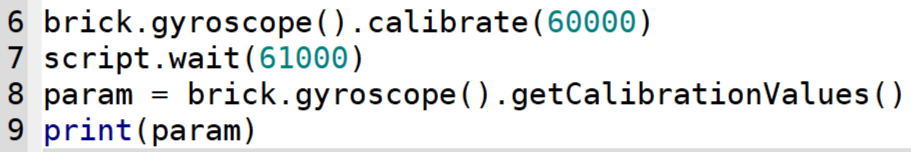 6 brick.gyroscope().calibrate(60000)
7 script.wait(61000)
8 param = brick.gyroscope().getCalibrationValues()
9 print(param)